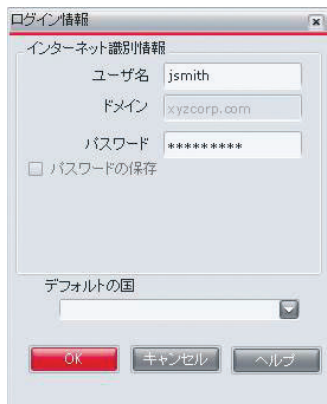 ログイン情報
インターネット識別情報
ユーザ名 jsmith
ドメイン xyzcorp.com
パスワード *********
パスワードの保存
デフォルトの国
OK キャンセル ヘルプ